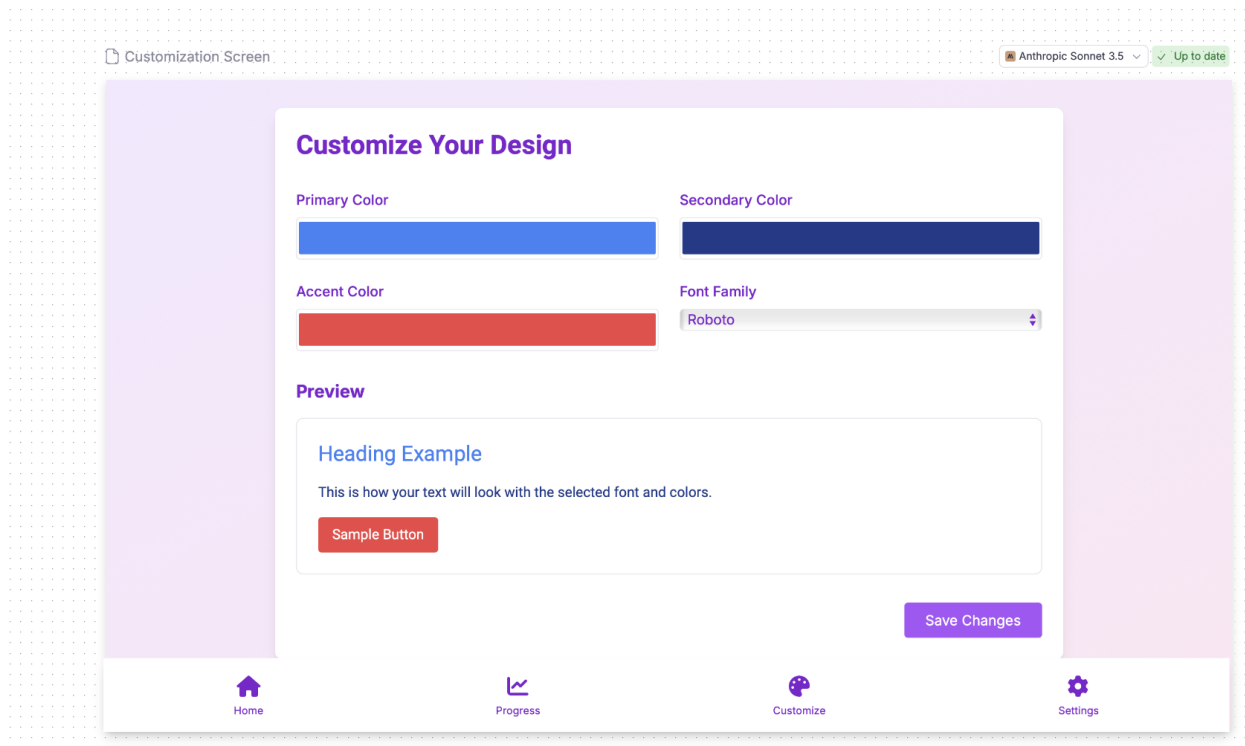 Customization Screen
Anthropic Sonnet 3.5
Up to date
Customize Your Design
Primary Color
Secondary Color
Accent Color
Font Family
Roboto
Preview
Heading Example
This is how your text will look with the selected font and colors.
Sample Button
Save Changes
Home
Progress
Customize
Settings